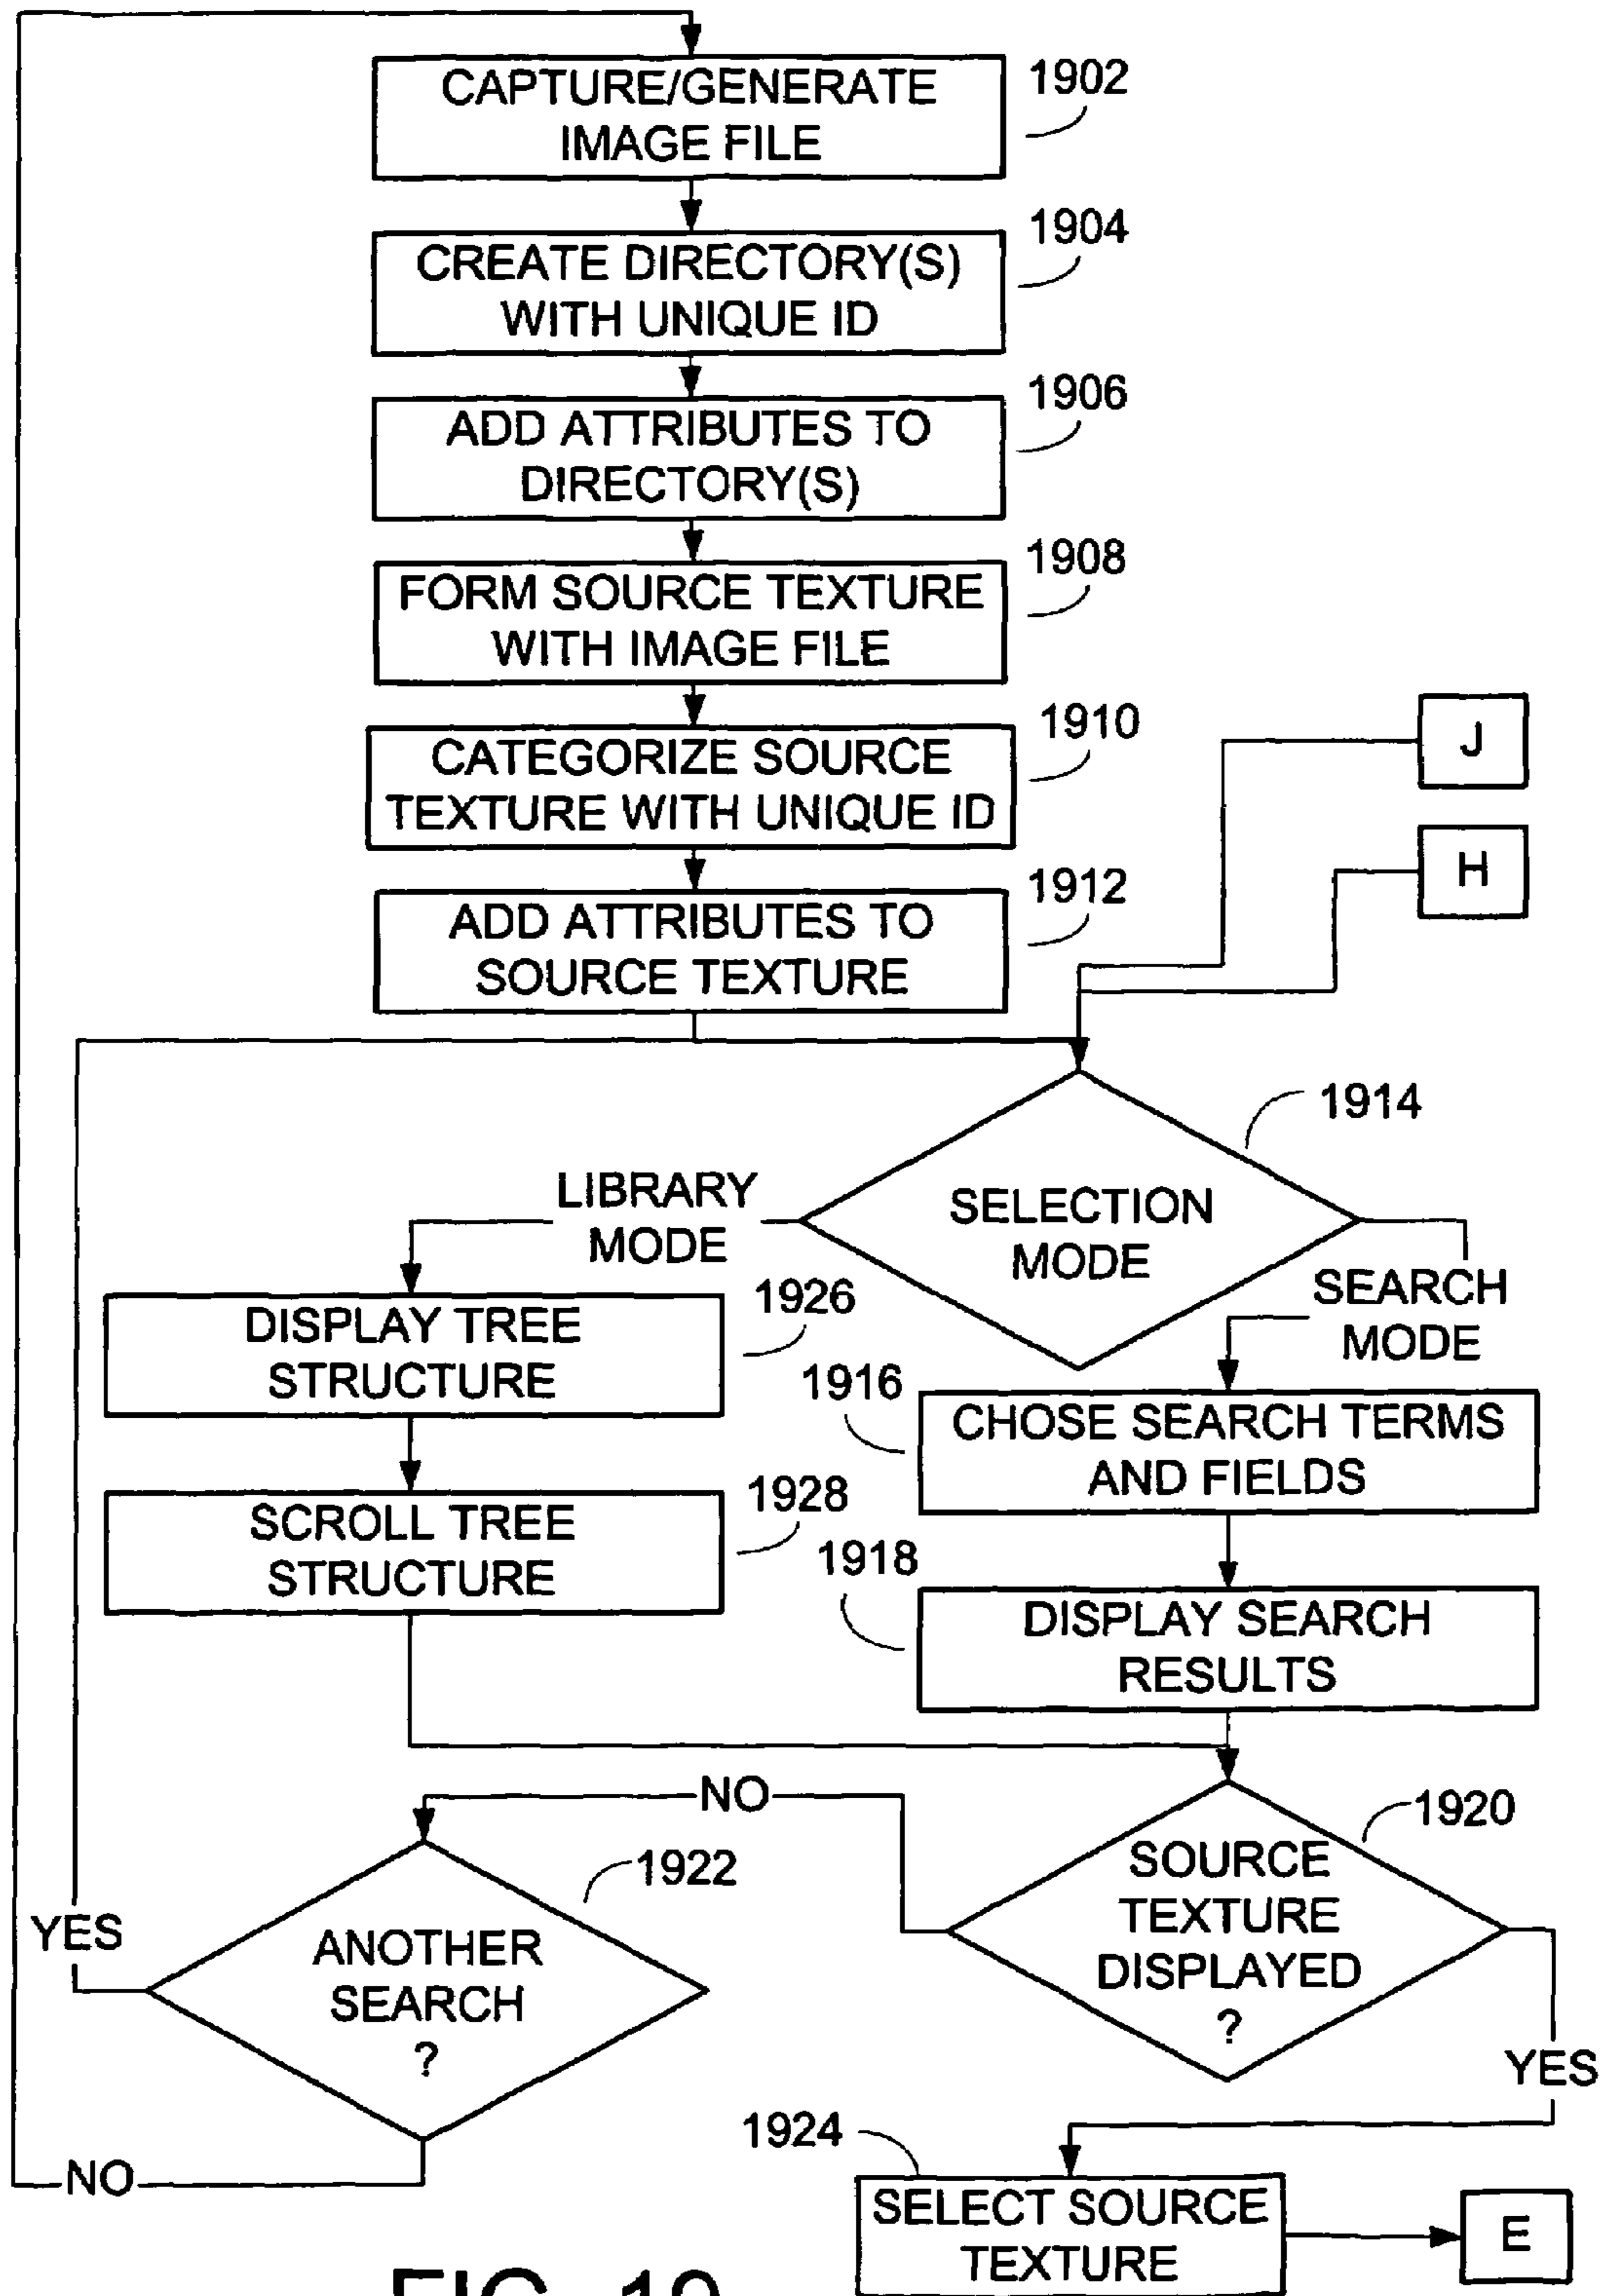 CAPTURE/GENERATE
IMAGE FILE
1902
CREATE DIRECTORY(S)
WITH UNIQUE ID
1904
ADD ATTRIBUTES TO
DIRECTORY(S)
1906
FORM SOURCE TEXTURE
WITH IMAGE FILE
1908
CATEGORIZE SOURCE
TEXTURE WITH UNIQUE ID
1910
J
H
ADD ATTRIBUTES TO
SOURCE TEXTURE
1912
SELECTION
MODE
1914
LIBRARY
MODE
SEARCH
MODE
DISPLAY TREE
STRUCTURE
1926
1916
CHOSE SEARCH TERMS
AND FIELDS
SCROLL TREE
STRUCTURE
1928
1918
DISPLAY SEARCH
RESULTS
NO
SOURCE
TEXTURE
DISPLAYED
?
1920
YES
ANOTHER
SEARCH
?
1922
YES
NO
1924
SELECT SOURCE
TEXTURE
E
FIG. 19